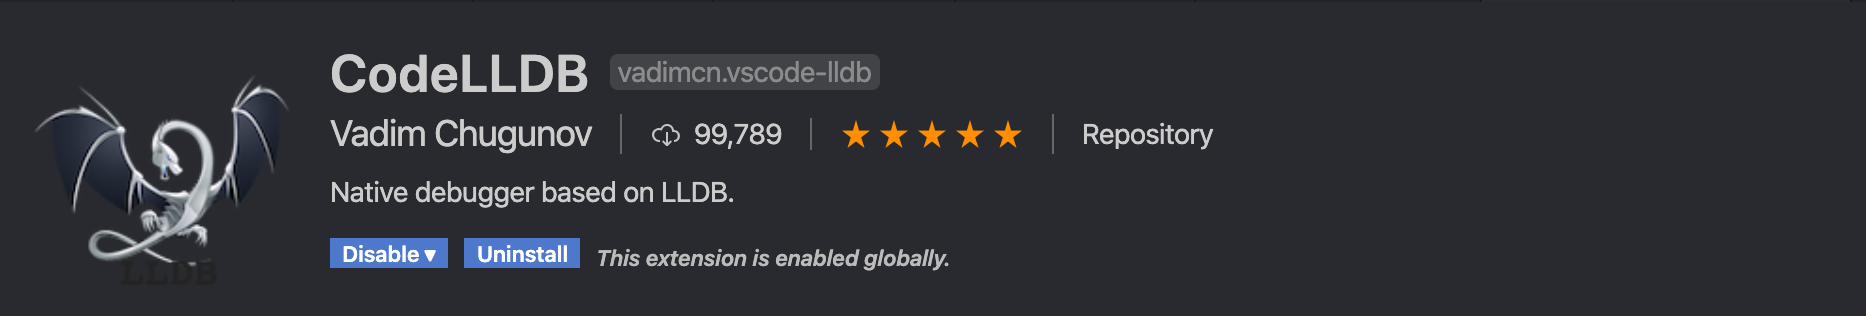 CodeLLDB vadimcn.vscode-lldb
Vadim Chugunov 99,789 Repository
Native debugger based on LLDB.
Disable ▾ Uninstall This extension is enabled globally.
LLDB